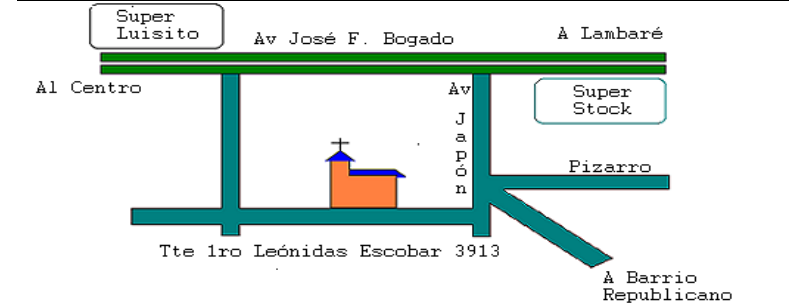 Super
Luisito
Av José F. Bogado
A Lambaré
Al Centro
Av
Japón
Super
Stock
Pizarro
Tte 1ro Leónidas Escobar 3913
A Barrio
Republicano